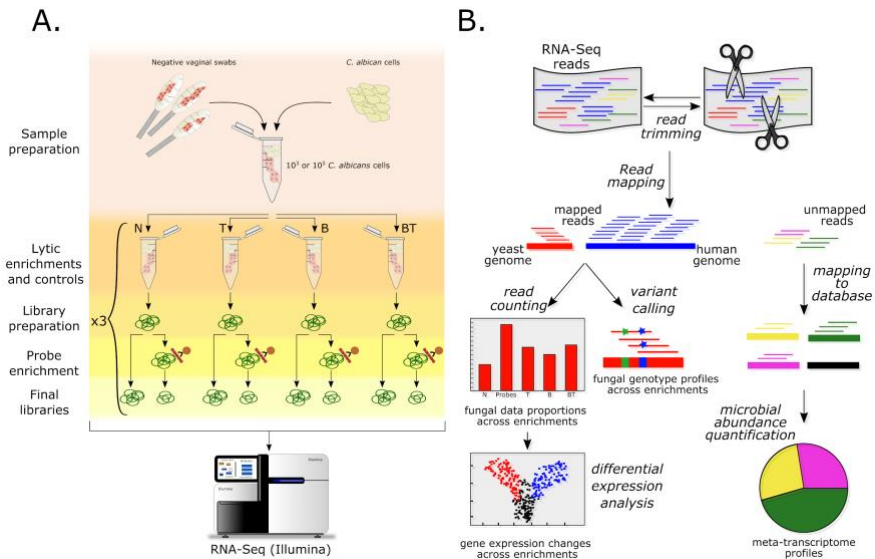 A.
Negative vaginal swabs
C. albican cells
Sample
preparation
10³ or 10⁵ C. albicans cells
N
T
B
BT
Lytic
enrichments
and controls
Library
preparation
x3
Probe
enrichment
Final
libraries
RNA-Seq (Illumina)
B.
RNA-Seq
reads
read
trimming
Read
mapping
mapped
reads
unmapped
reads
yeast
genome
human
genome
read
counting
variant
calling
mapping
to
database
N
Probes
T
B
BT
fungal data proportions
across enrichments
fungal genotype profiles
across enrichments
microbial
abundance
quantification
differential
expression
analysis
gene expression changes
across enrichments
meta-transcriptome
profiles